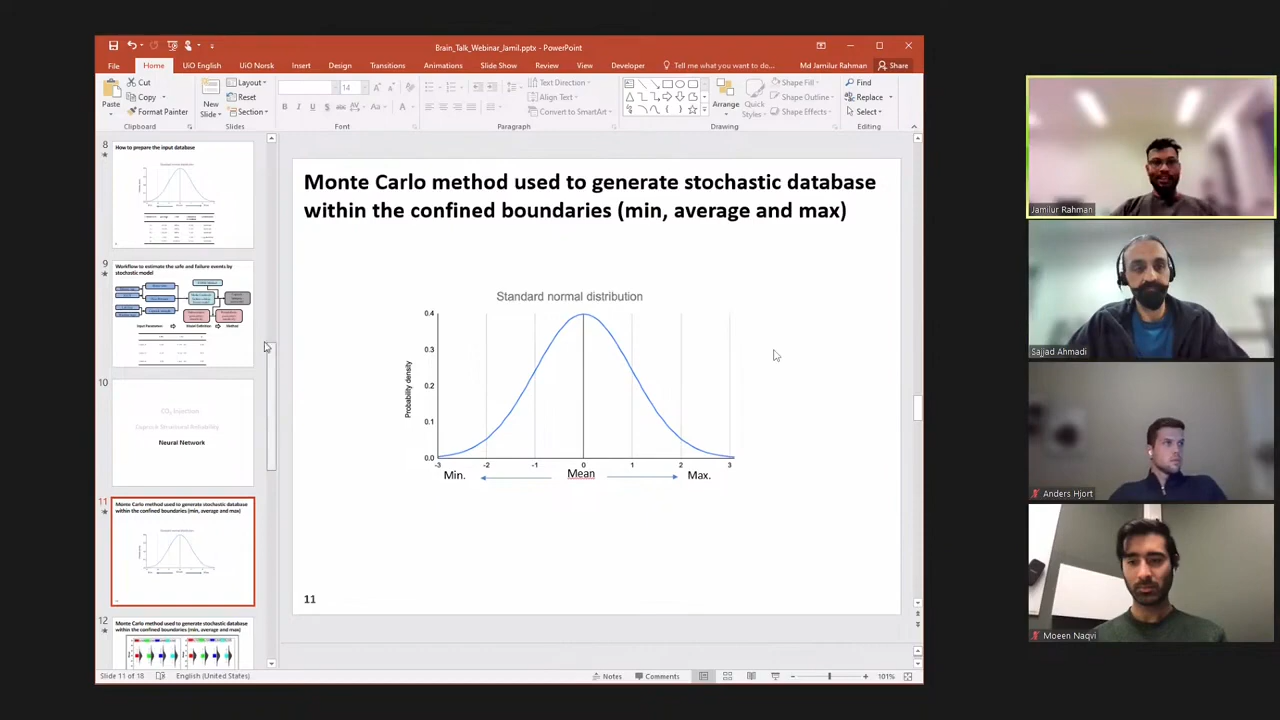 Brain_Talk_Webinar_Jamil.pptx - PowerPoint
File Home UiO English UiO Norsk Insert Design Transitions Animations Slide Show Review View Developer Tell me what you want to do... Md Jamilur Rahman Share
Paste
Cut
Copy
Format Painter
Clipboard
New
Slide
Layout
Reset
Section
Slides
14
Font
Text Direction
Align Text
Convert to SmartArt
Paragraph
Arrange
Quick
Styles
Shape Fill
Shape Outline
Shape Effects
Drawing
Find
Replace
Select
Editing
8
How to prepare the input database
9
Workflow to estimate the safe and failure events by
stochastic model
Input Parameters
10
CO2 Injection
Caprock Structural Reliability
Neural Network
11
Monte Carlo method used to generate stochastic database
within the confined boundaries (min, average and max)
12
Monte Carlo method used to generate stochastic database
within the confined boundaries (min, average and max)
Monte Carlo method used to generate stochastic database
within the confined boundaries (min, average and max)
Standard normal distribution
Probability density
0.4
0.3
0.2
0.1
0.0
-3 -2 -1 0 1 2 3
Min. Mean Max.
11
Slide 11 of 18 English (United States) Notes Comments 101%
Jamilur Rahman
Sajjad Ahmadi
Anders Hjort
Moeen Naqvi